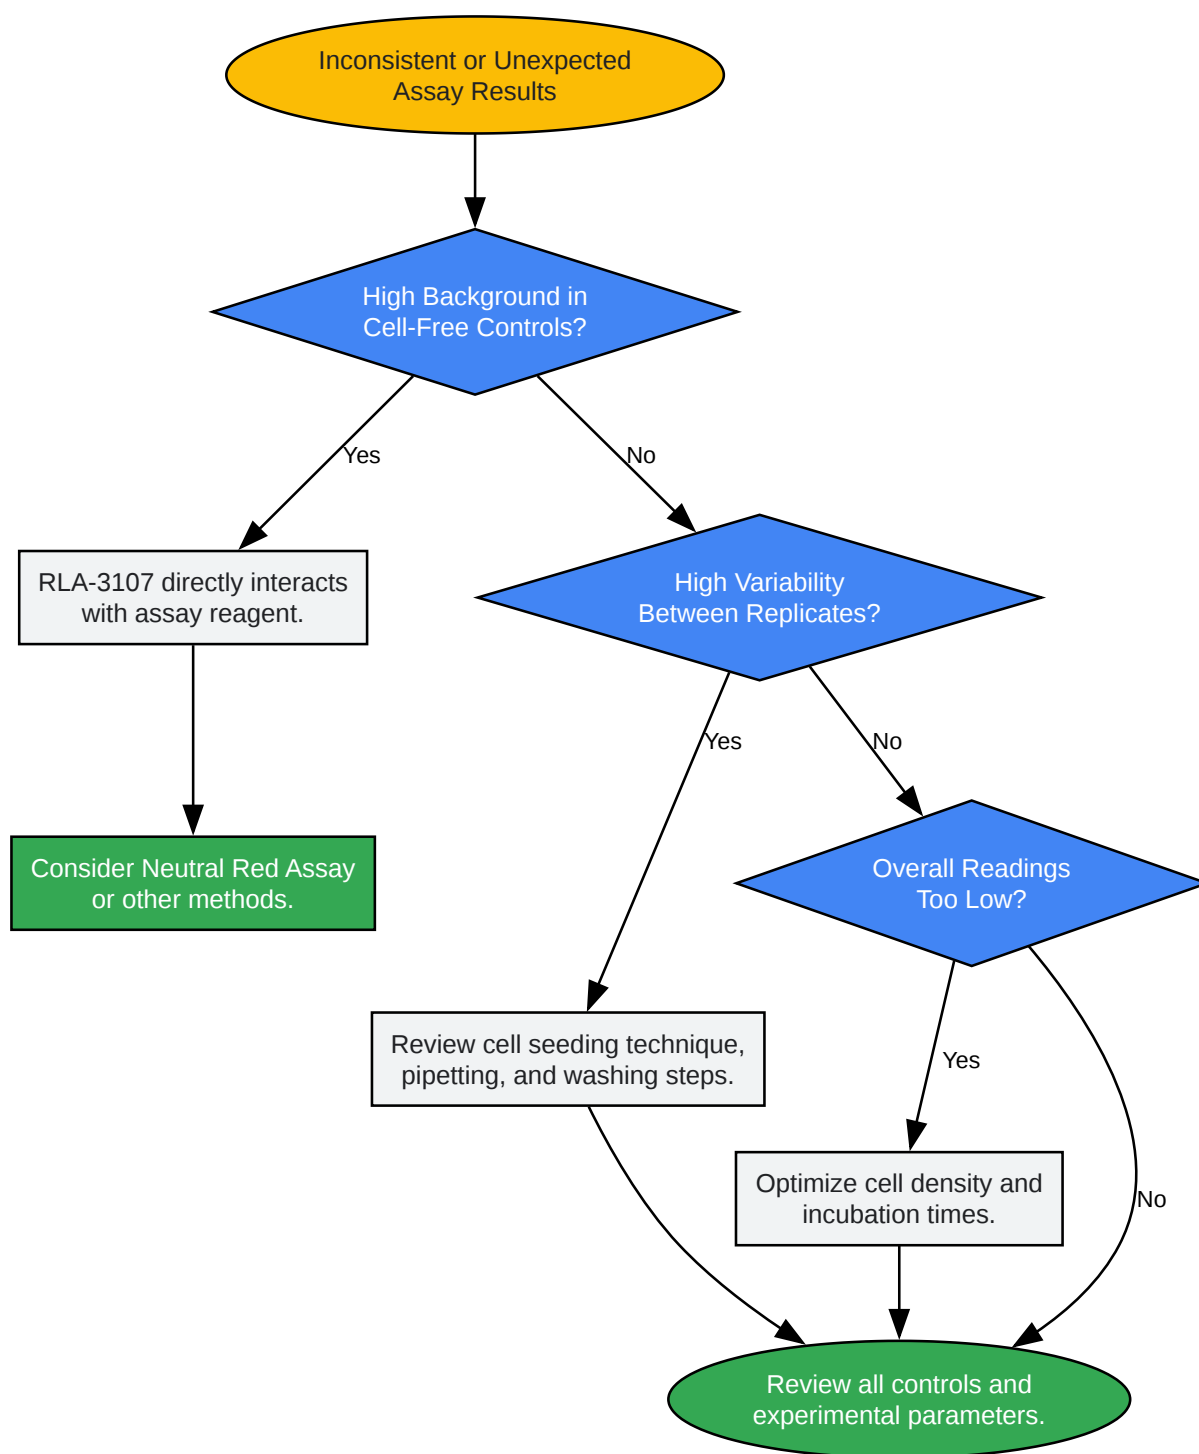 Inconsistent or Unexpected
Assay Results
High Background in
Cell-Free Controls?
Yes
No
RLA-3107 directly interacts
with assay reagent.
High Variability
Between Replicates?
Yes
No
Consider Neutral Red Assay
or other methods.
Overall Readings
Too Low?
Review cell seeding technique,
pipetting, and washing steps.
Yes
Optimize cell density and
incubation times.
No
Review all controls and
experimental parameters.